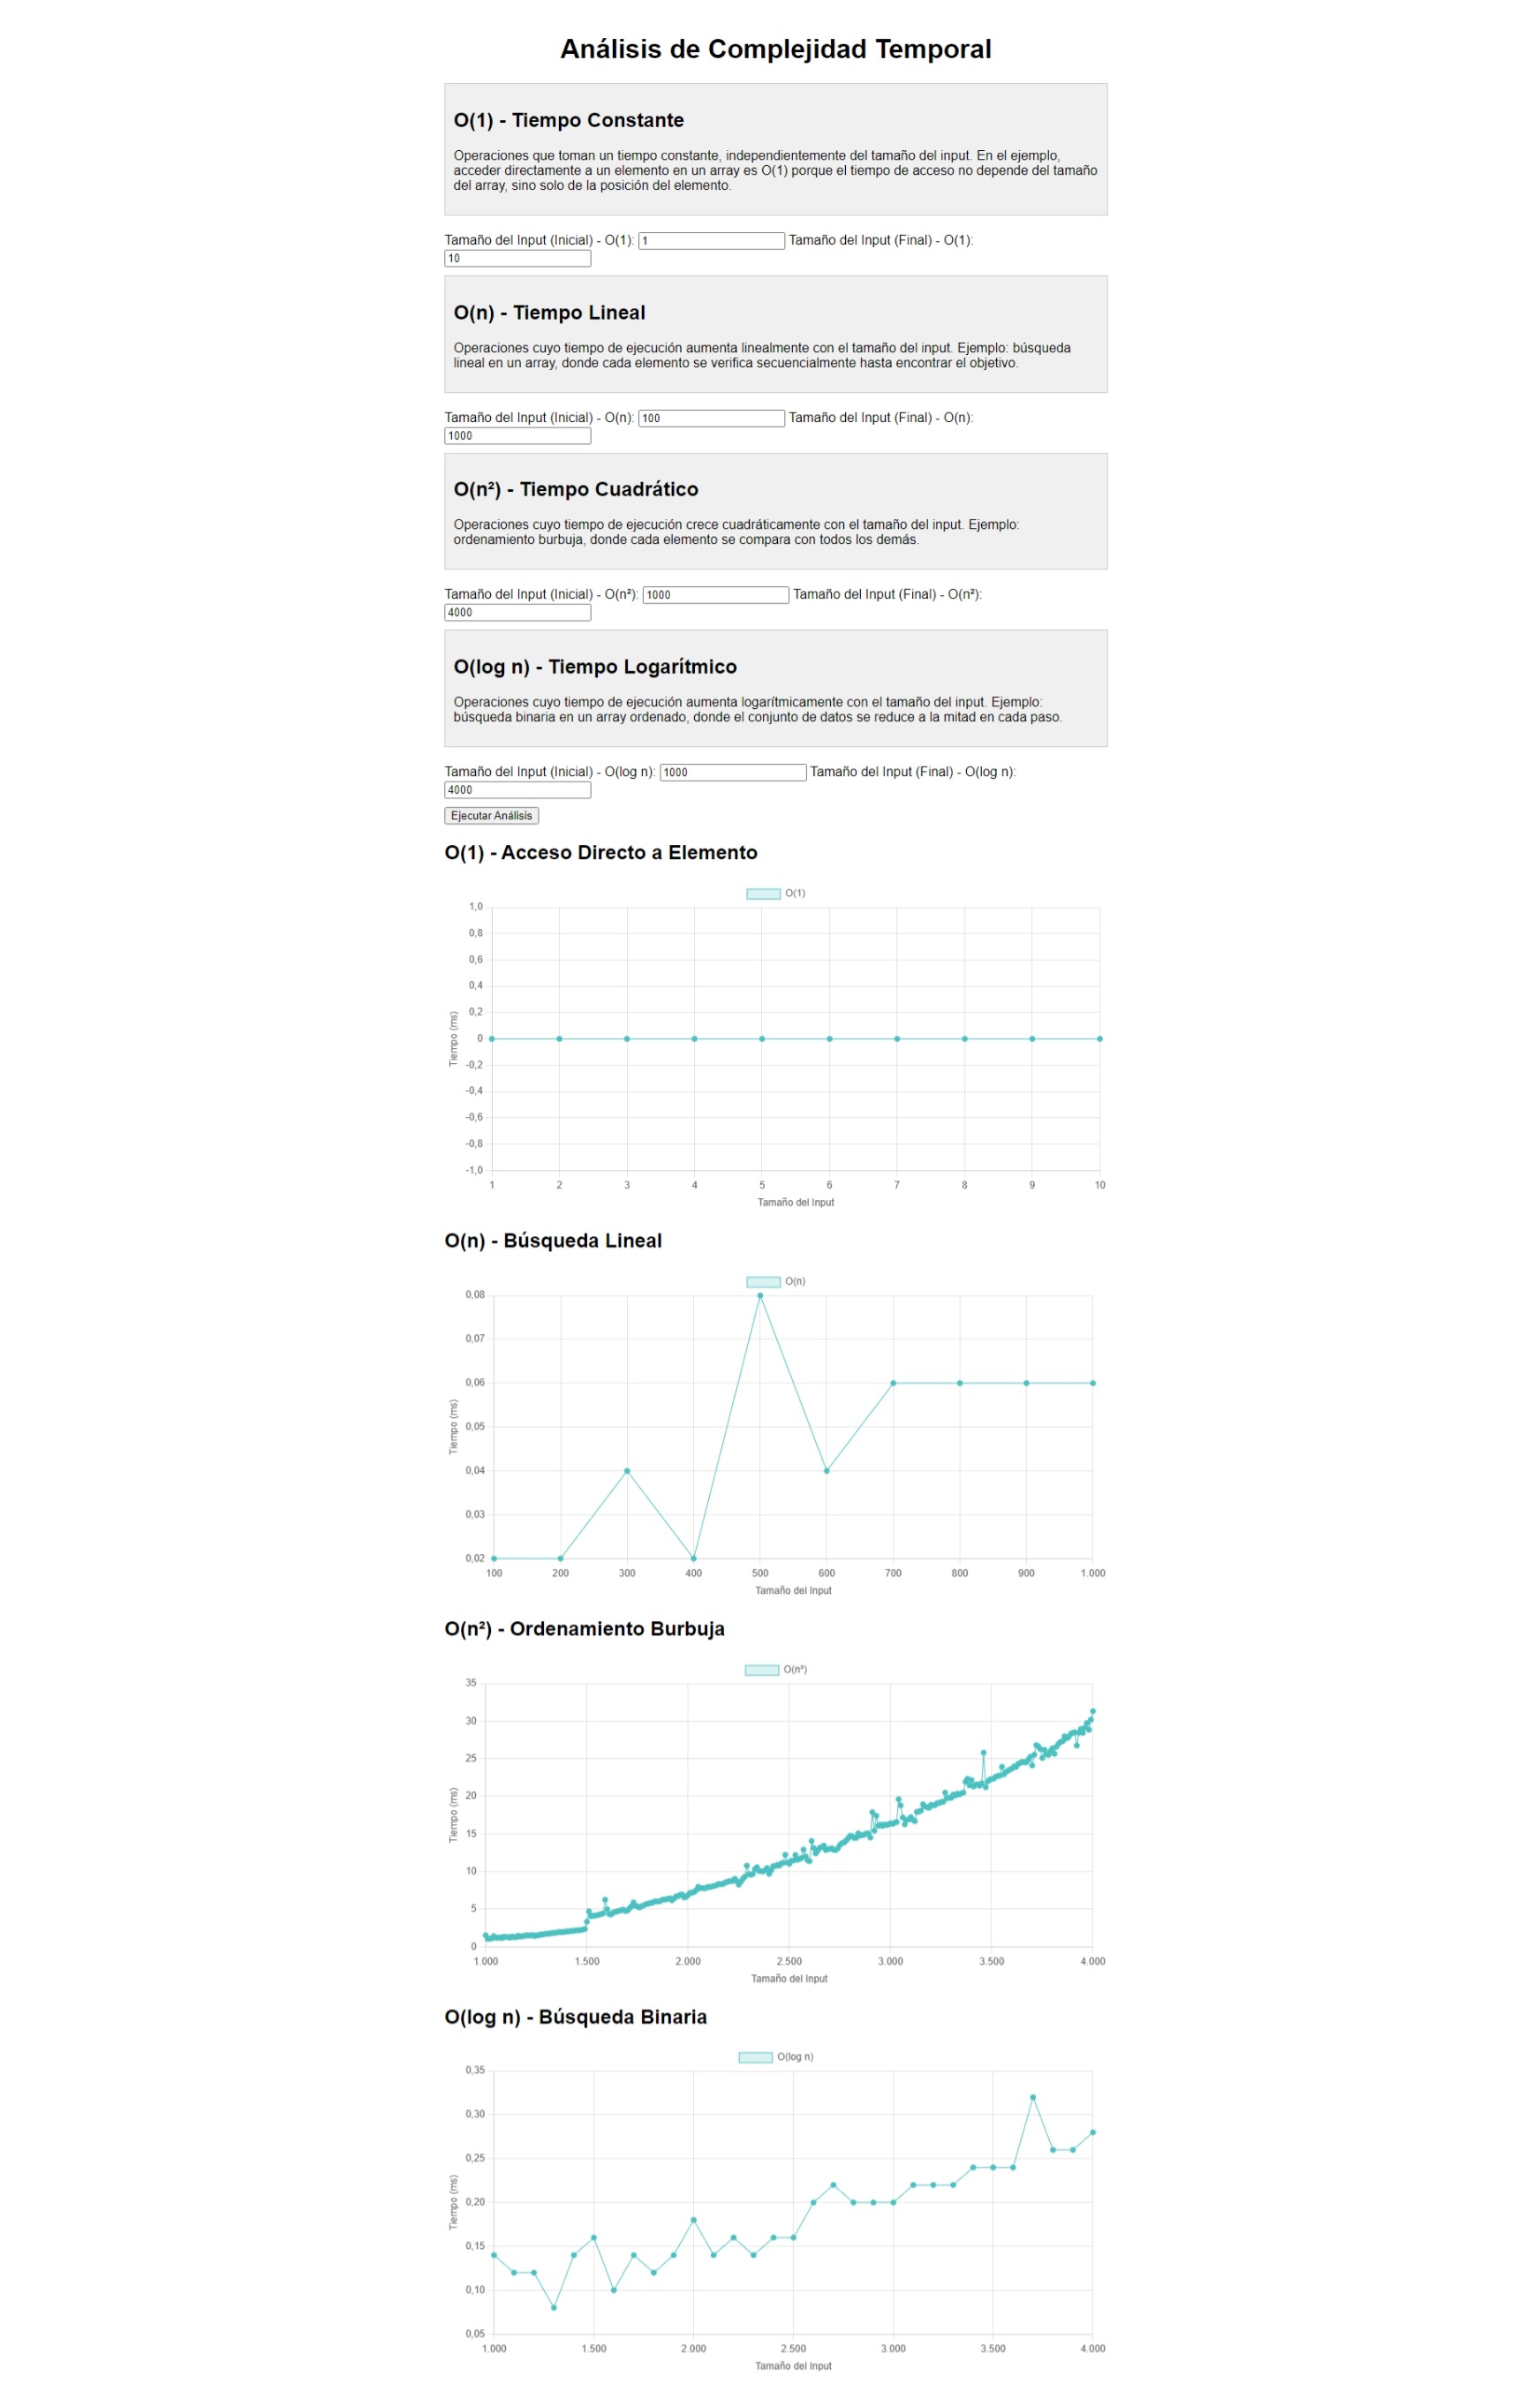 Análisis de Complejidad Temporal
O(1) - Tiempo Constante
Operaciones que toman un tiempo constante, independientemente del tamaño del input. En el ejemplo,
acceder directamente a un elemento en un array es O(1) porque el tiempo de acceso no depende del tamaño
del array, sino solo de la posición del elemento.
Tamaño del Input (Inicial) - O(1): 1 Tamaño del Input (Final) - O(1):
10
O(n) - Tiempo Lineal
Operaciones cuyo tiempo de ejecución aumenta linealmente con el tamaño del input. Ejemplo: búsqueda
lineal en un array, donde cada elemento se verifica secuencialmente hasta encontrar el objetivo.
Tamaño del Input (Inicial) - O(n): 100 Tamaño del Input (Final) - O(n):
1000
O(n²) - Tiempo Cuadrático
Operaciones cuyo tiempo de ejecución crece cuadráticamente con el tamaño del input. Ejemplo:
ordenamiento burbuja, donde cada elemento se compara con todos los demás.
Tamaño del Input (Inicial) - O(n²): 1000 Tamaño del Input (Final) - O(n²):
4000
O(log n) - Tiempo Logarítmico
Operaciones cuyo tiempo de ejecución aumenta logarítmicamente con el tamaño del input. Ejemplo:
búsqueda binaria en un array ordenado, donde el conjunto de datos se reduce a la mitad en cada paso.
Tamaño del Input (Inicial) - O(log n): 1000 Tamaño del Input (Final) - O(log n):
4000
Ejecutar Análisis
O(1) - Acceso Directo a Elemento
O(1)
1,0
0,8
0,6
0,4
0,2
0
-0,2
-0,4
-0,6
-0,8
-1,0
Tiempo (ms)
1 2 3 4 5 6 7 8 9 10
Tamaño del Input
O(n) - Búsqueda Lineal
O(n)
0,08
0,07
0,06
0,05
0,04
0,03
0,02
Tiempo (ms)
100 200 300 400 500 600 700 800 900 1.000
Tamaño del Input
O(n²) - Ordenamiento Burbuja
O(n²)
35
30
25
20
15
10
5
0
Tiempo (ms)
1.000 1.500 2.000 2.500 3.000 3.500 4.000
Tamaño del Input
O(log n) - Búsqueda Binaria
O(log n)
0,35
0,30
0,25
0,20
0,15
0,10
0,05
Tiempo (ms)
1.000 1.500 2.000 2.500 3.000 3.500 4.000
Tamaño del Input